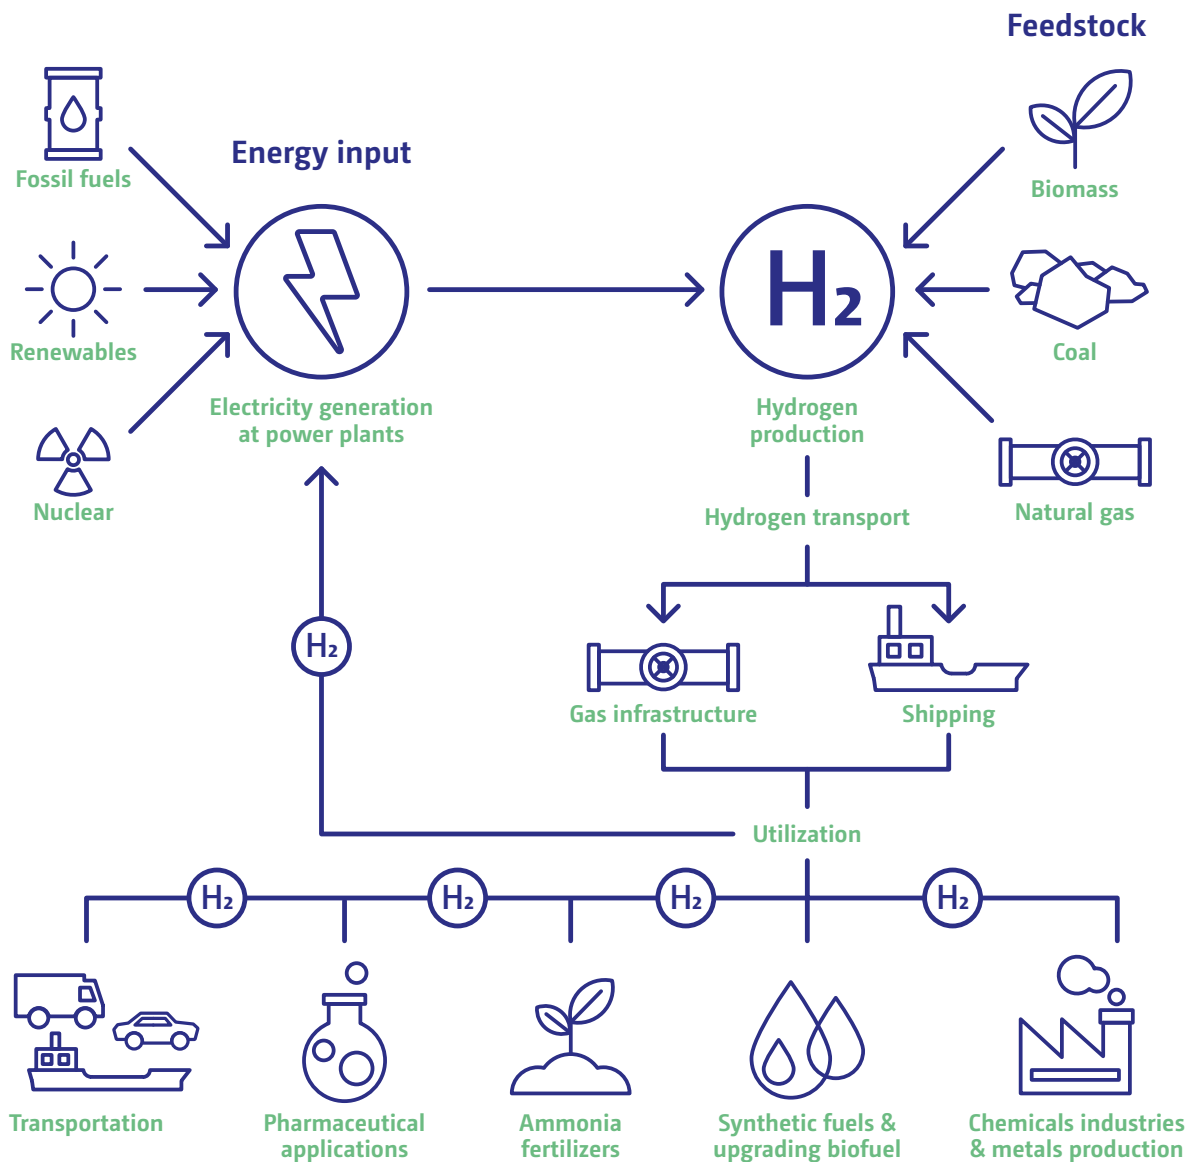 Feedstock
Energy input
Fossil fuels
Biomass
Renewables
H₂
Coal
Electricity generation
at power plants
Hydrogen
production
Nuclear
Hydrogen transport
Natural gas
H₂
Gas infrastructure
Shipping
Utilization
H₂
H₂
H₂
H₂
Transportation
Pharmaceutical
applications
Ammonia
fertilizers
Synthetic fuels &
upgrading biofuel
Chemicals industries
& metals production